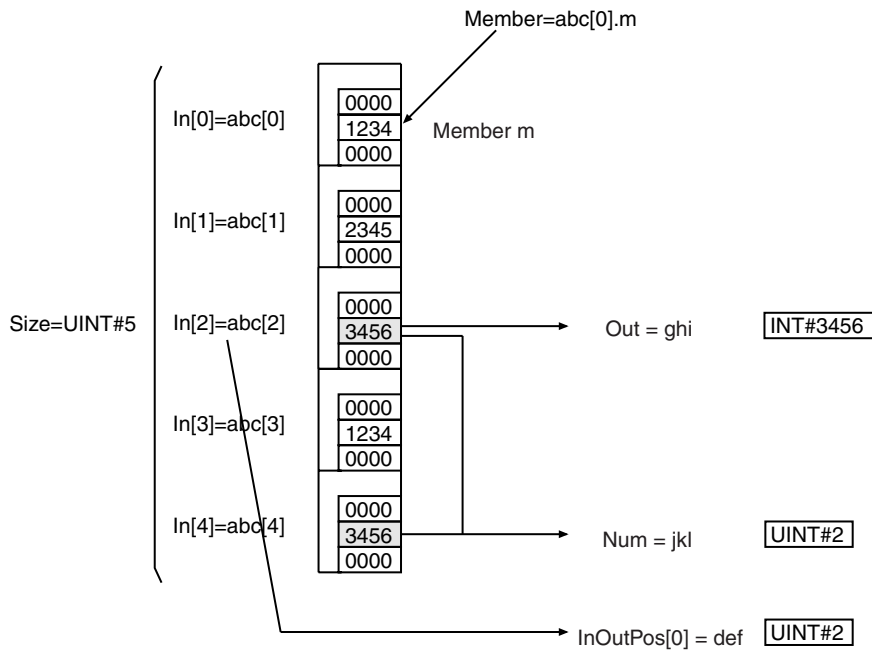 Member=abc[0].m
0000
In[0]=abc[0] 1234 Member m
0000
0000
In[1]=abc[1] 2345
0000
0000
Size=UINT#5 In[2]=abc[2] 3456 Out = ghi INT#3456
0000
0000
In[3]=abc[3] 1234
0000
0000
In[4]=abc[4] 3456 Num = jkl UINT#2
0000
InOutPos[0] = def UINT#2